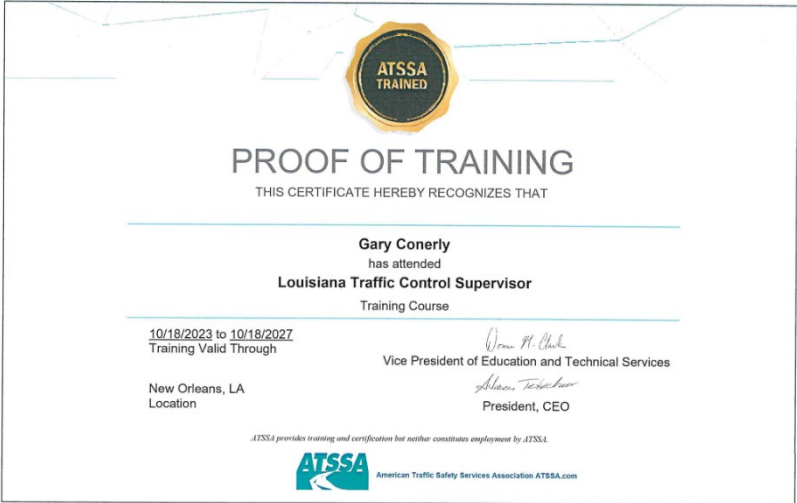 ATSSA
TRAINED
PROOF OF TRAINING
THIS CERTIFICATE HEREBY RECOGNIZES THAT
Gary Conerly
has attended
Louisiana Traffic Control Supervisor
Training Course
10/18/2023 to 10/18/2027
Training Valid Through
Vice President of Education and Technical Services
New Orleans, LA
Location
President, CEO
ATSSA provides training and certification but neither constitutes employment by ATSSA.
ATSSA
American Traffic Safety Services Association ATSSA.com